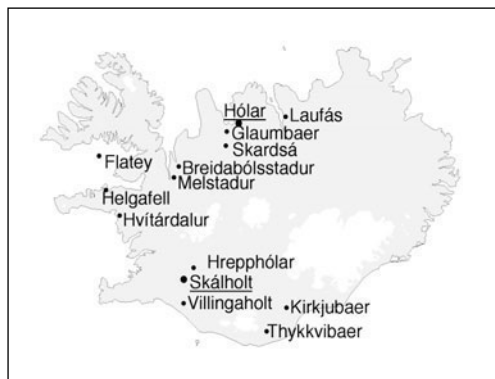 Hólar
Laufás
Glaumbaer
Skardsá
Flatey
Breidabólsstadur
Melstadur
Helgafell
Hvítárdalur
Hrepphólar
Skálholt
Villingaholt
Kirkjubaer
Thykkvibaer